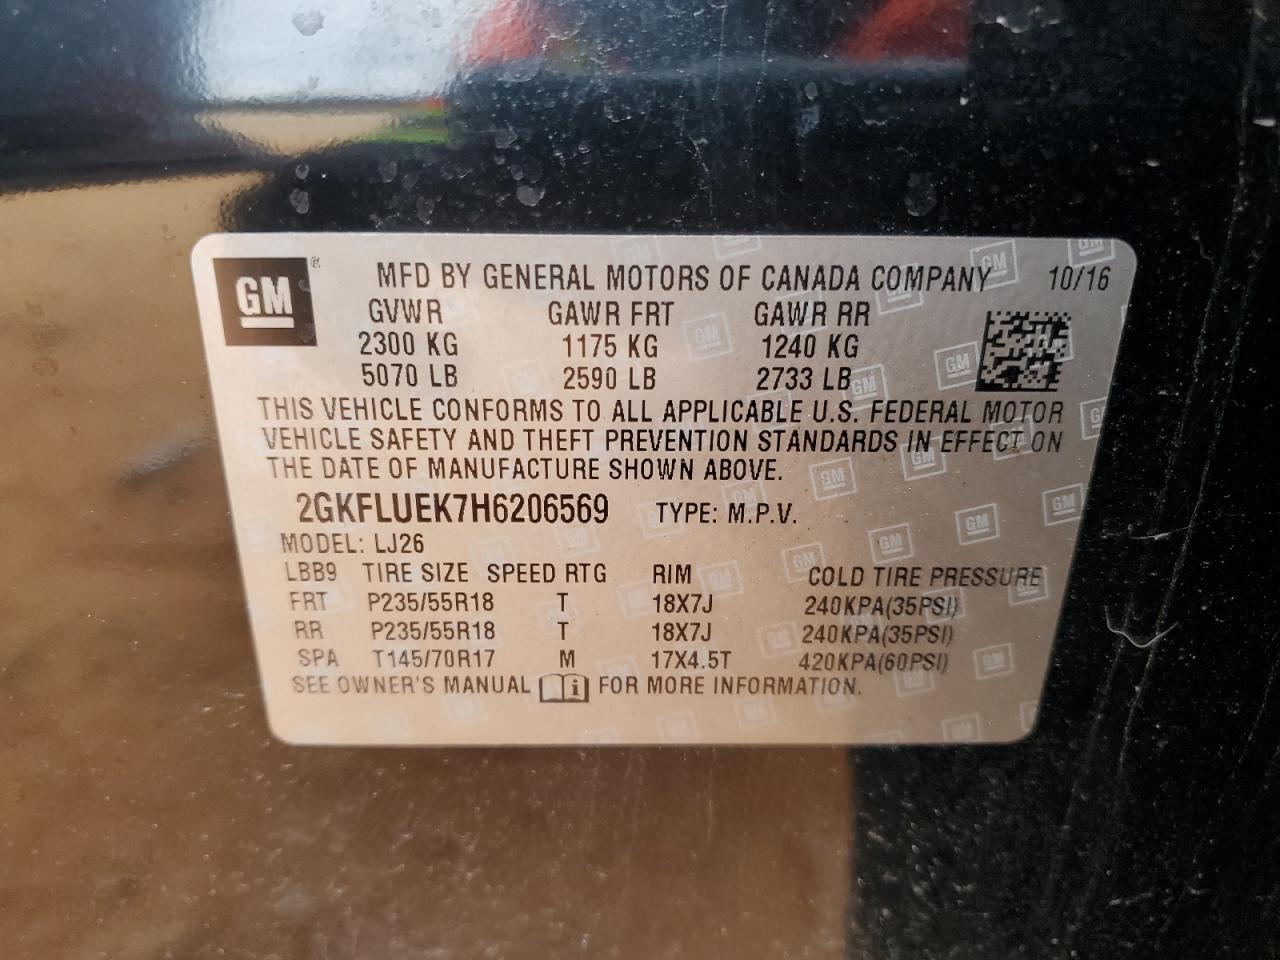 GM ® MFD BY GENERAL MOTORS OF CANADA COMPANY 10/16
GVWR GAWR FRT GAWR RR
2300 KG 1175 KG 1240 KG
5070 LB 2590 LB 2733 LB
THIS VEHICLE CONFORMS TO ALL APPLICABLE U.S. FEDERAL MOTOR
VEHICLE SAFETY AND THEFT PREVENTION STANDARDS IN EFFECT ON
THE DATE OF MANUFACTURE SHOWN ABOVE.
2GKFLUEK7H6206569 TYPE: M.P.V.
MODEL: LJ26
LBB9 TIRE SIZE SPEED RTG RIM COLD TIRE PRESSURE
FRT P235/55R18 T 18X7J 240KPA(35PSI)
RR P235/55R18 T 18X7J 240KPA(35PSI)
SPA T145/70R17 M 17X4.5T 420KPA(60PSI)
SEE OWNER'S MANUAL i FOR MORE INFORMATION.